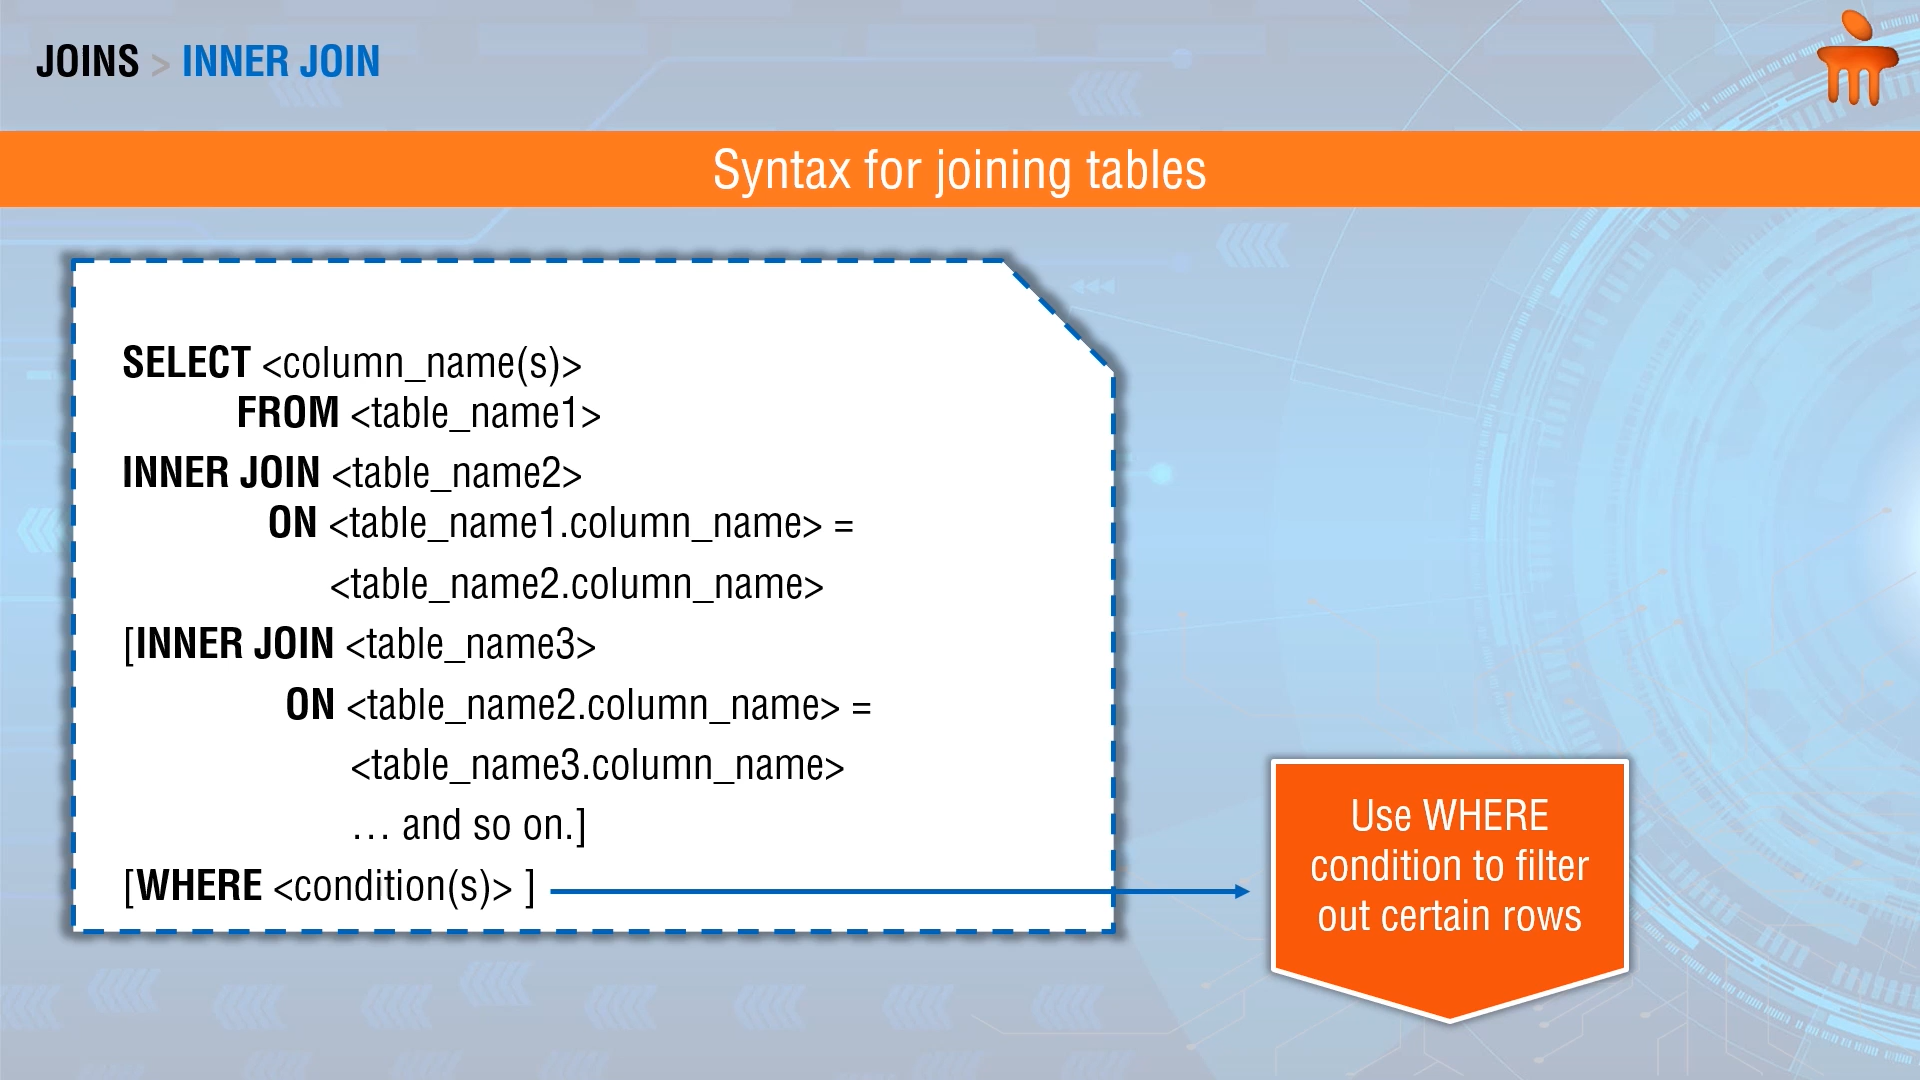 JOINS > INNER JOIN
Syntax for joining tables
SELECT <column_name(s)>
FROM <table_name1>
INNER JOIN <table_name2>
ON <table_name1.column_name> =
<table_name2.column_name>
[INNER JOIN <table_name3>
ON <table_name2.column_name> =
<table_name3.column_name>
... and so on.]
[WHERE <condition(s)> ]
Use WHERE
condition to filter
out certain rows